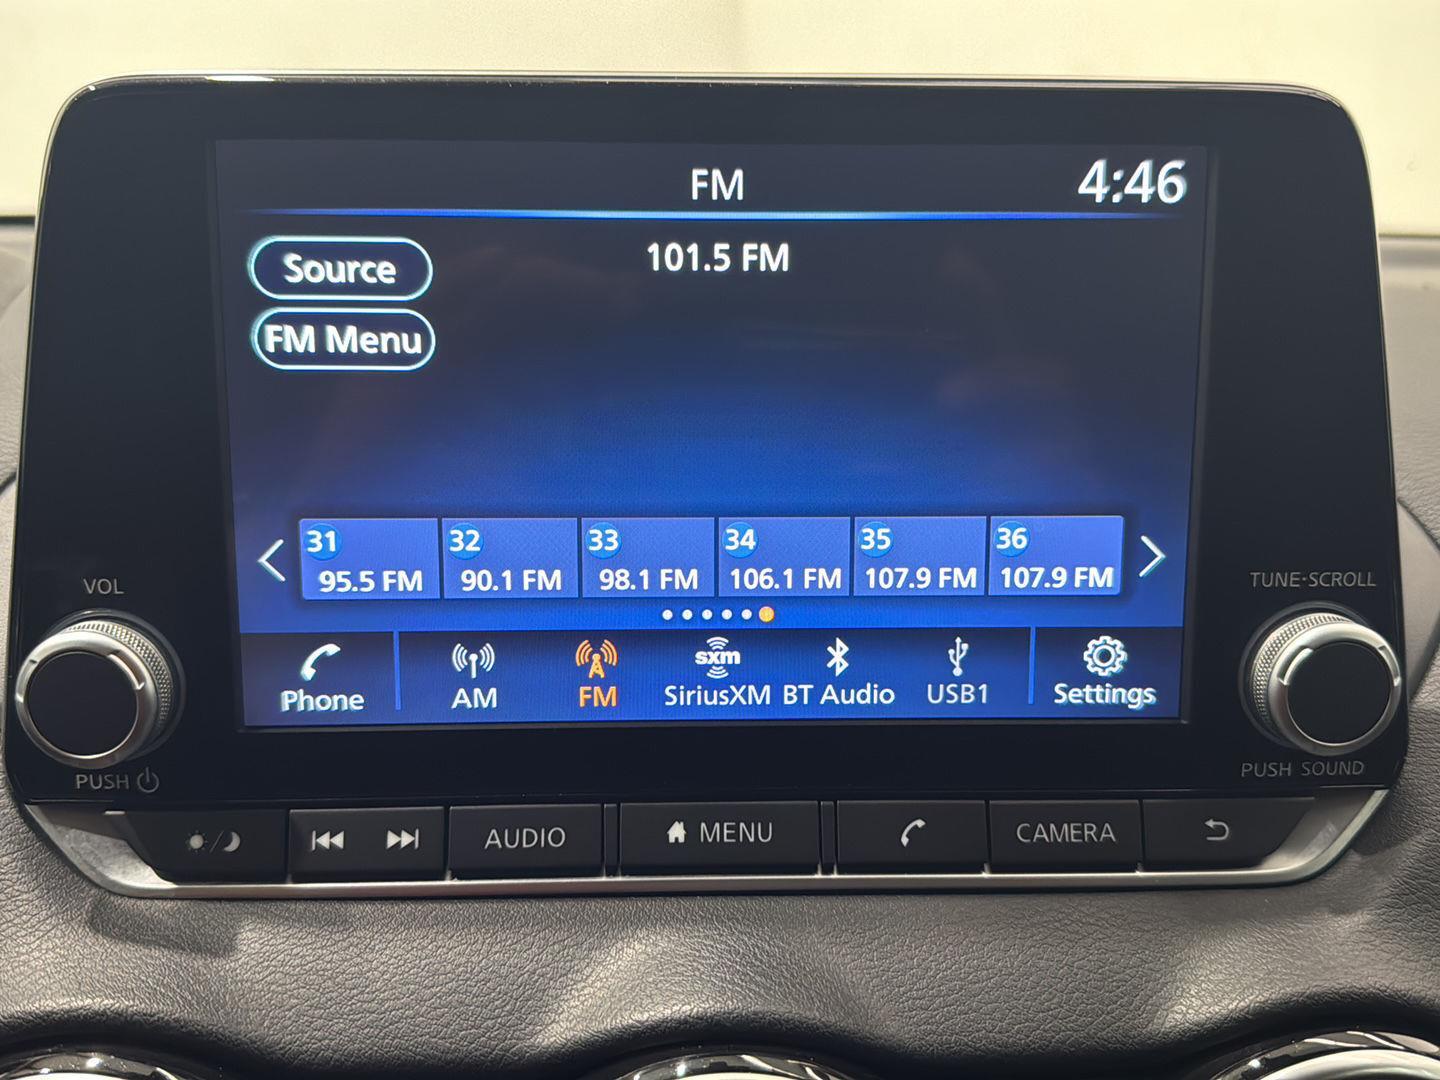 FM
4:46
101.5 FM
Source
FM Menu
31
32
33
34
35
36
95.5 FM
90.1 FM
98.1 FM
106.1 FM
107.9 FM
107.9 FM
VOL
TUNE·SCROLL
sxm
Phone
AM
FM
SiriusXM
BT Audio
USB1
Settings
PUSH
PUSH SOUND
AUDIO
MENU
CAMERA